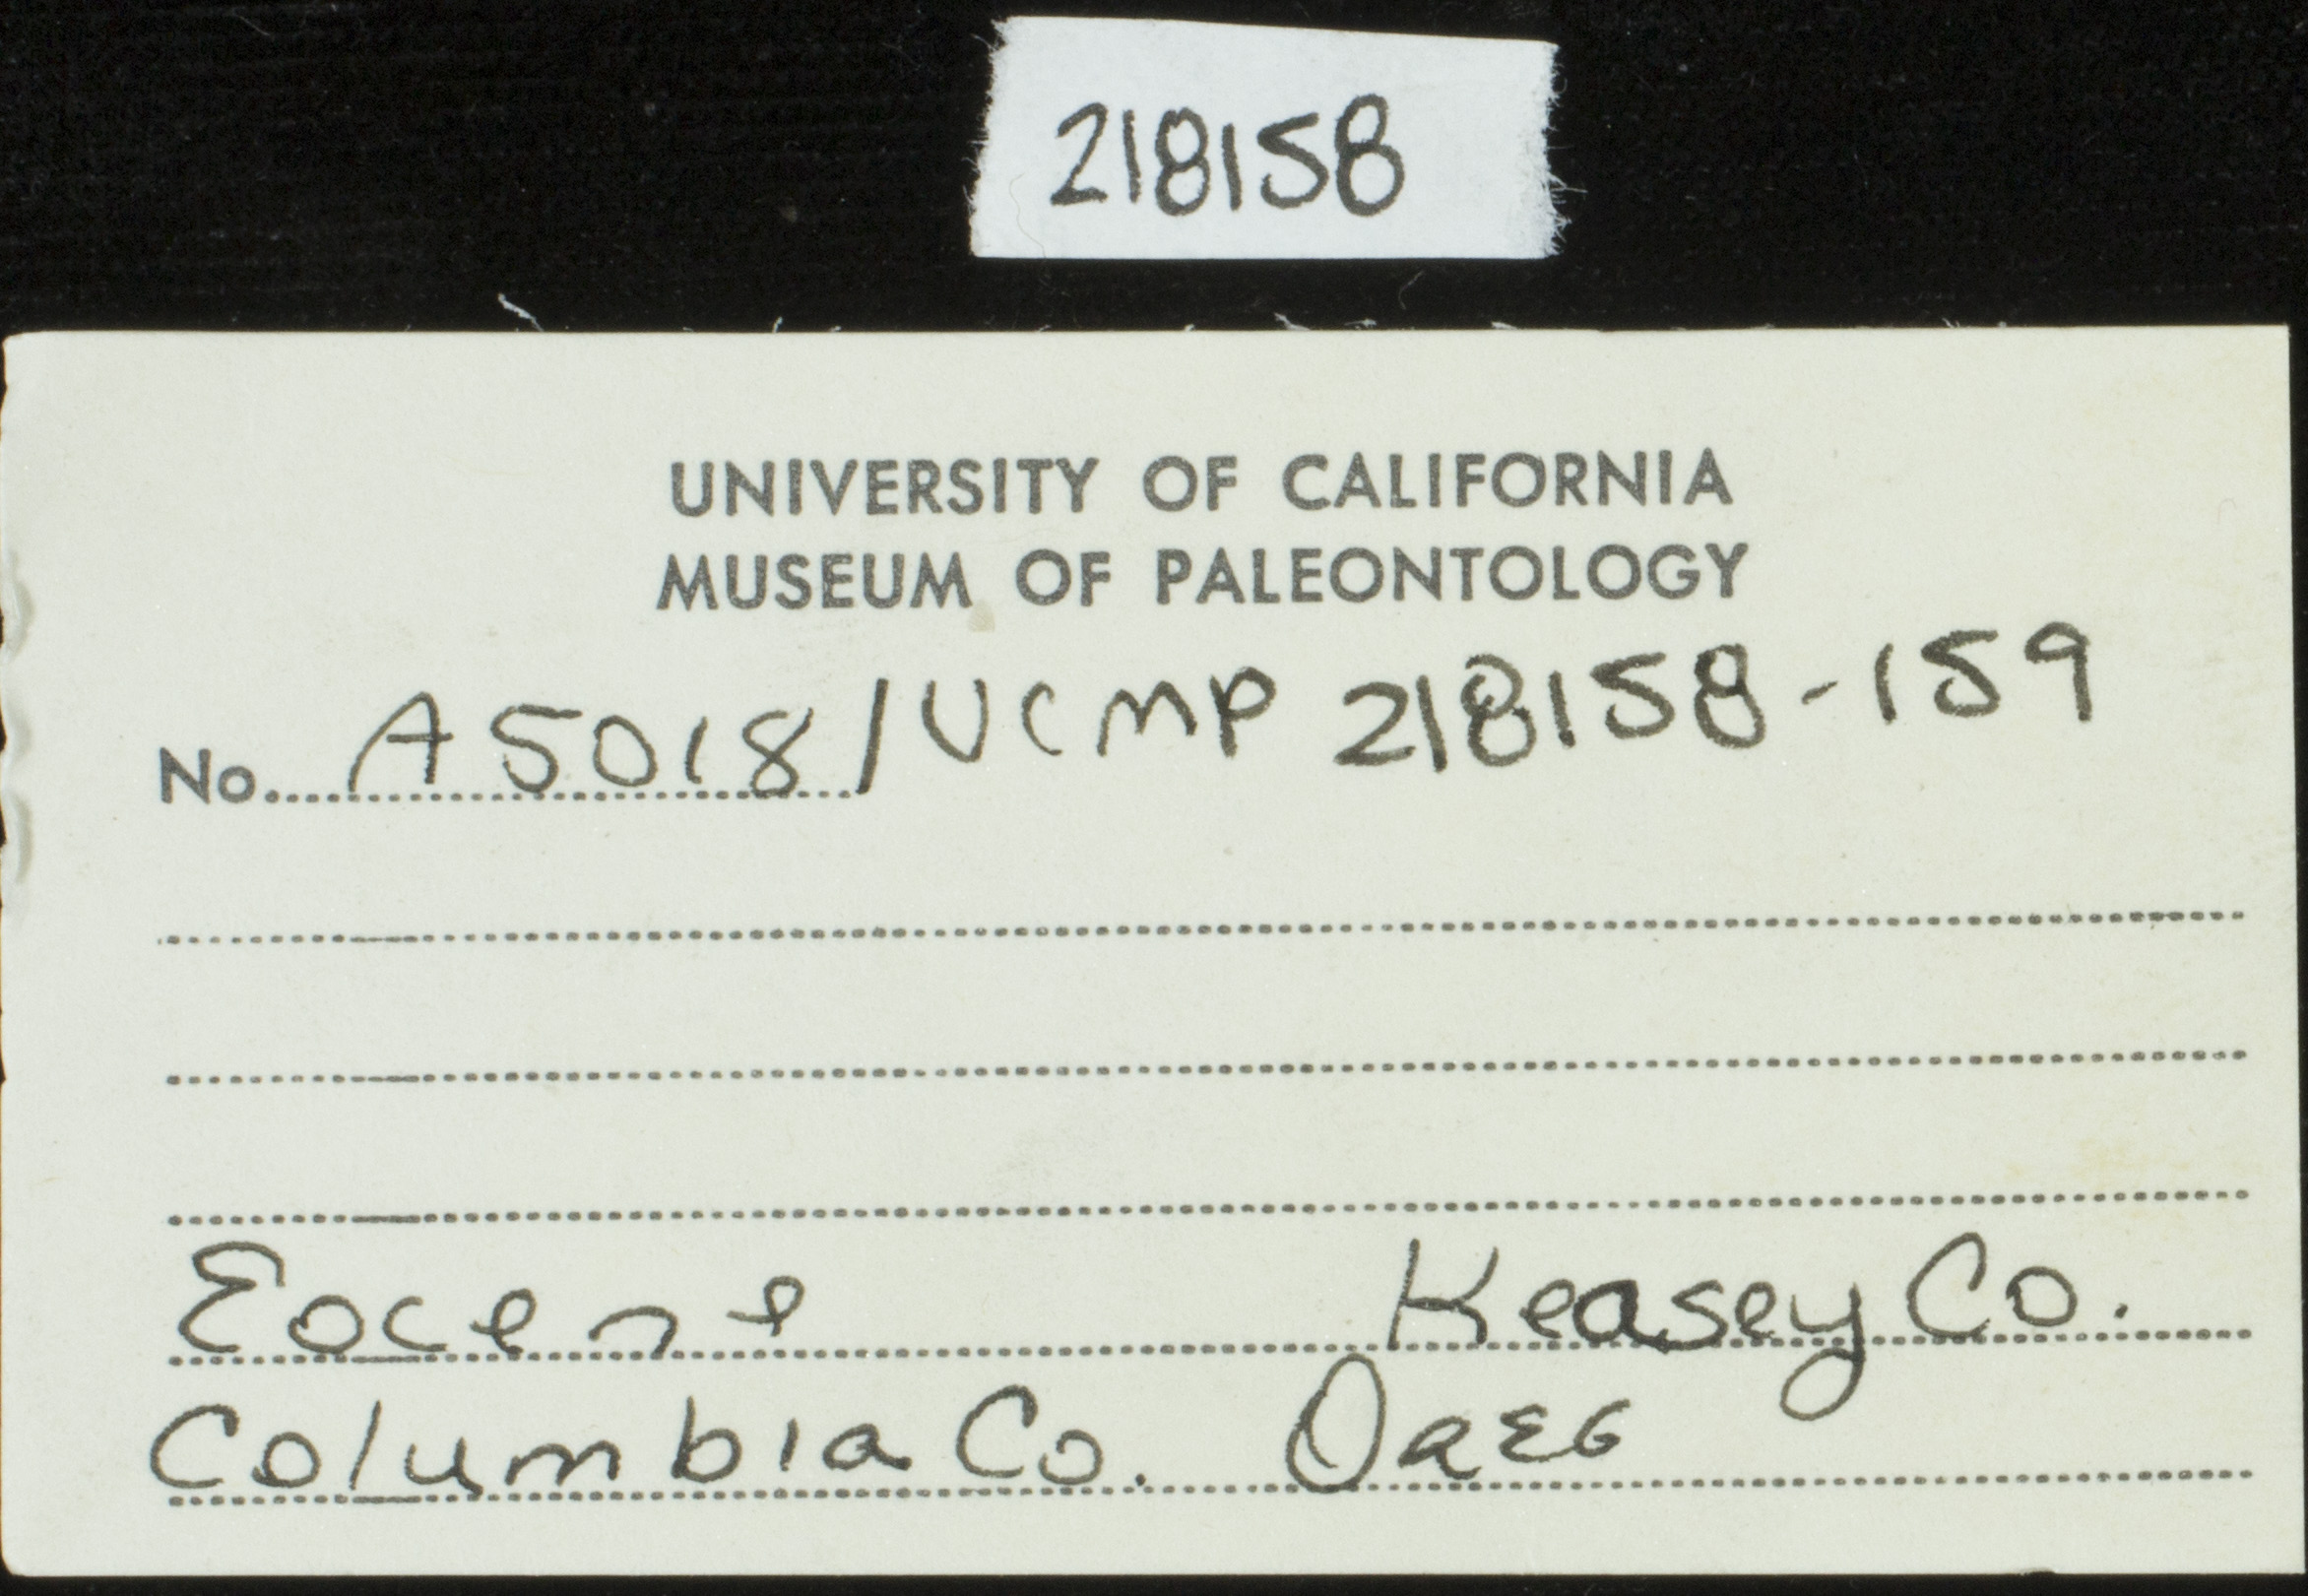 218158
UNIVERSITY OF CALIFORNIA
MUSEUM OF PALEONTOLOGY
No. A5018/UCMP 218158-159
Eocene Keasey Co.
Columbia Co. OREG